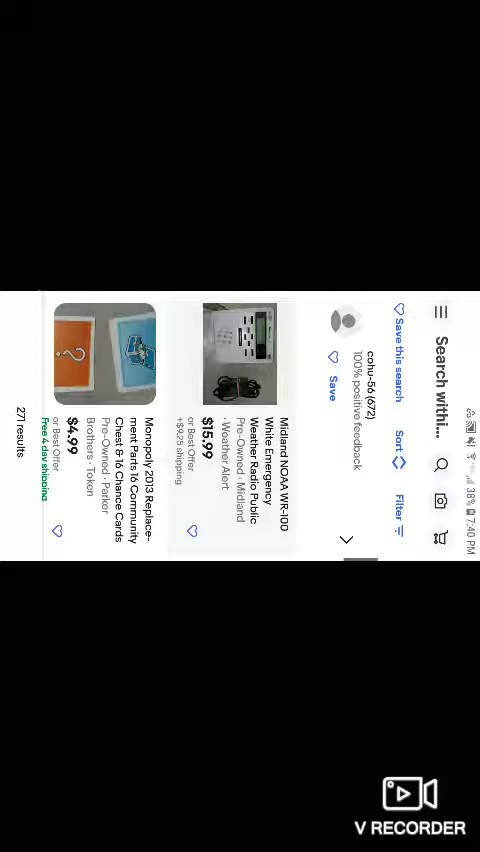 38% 7:40 PM
Search withi...
Save this search
Sort
Filter
cohu-56 (672)
100% positive feedback
Save
Midland NOAA WR-100
White Emergency
Weather Radio Public
Pre-Owned · Midland
· Weather Alert
$15.99
or Best Offer
+$9.25 shipping
Monopoly 2013 Replace-
ment Parts 16 Community
Chest & 16 Chance Cards
Pre-Owned · Parker
Brothers · Token
$4.99
or Best Offer
Free 4 day shipping
271 results
V RECORDER